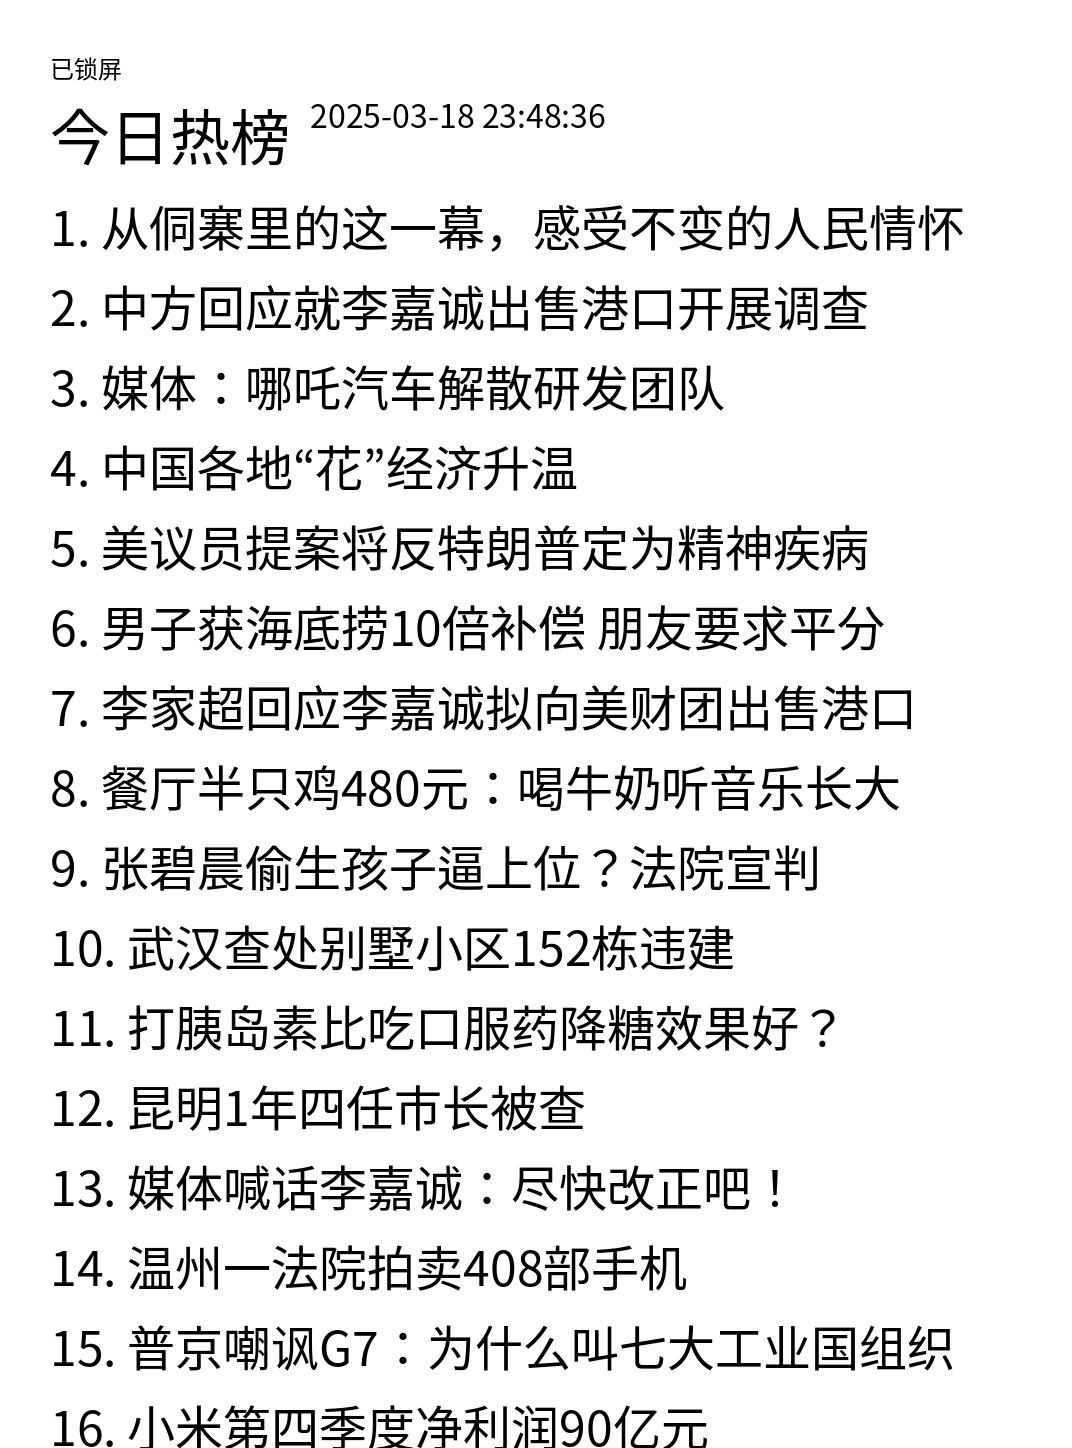 已锁屏
今日热榜 2025-03-18 23:48:36
1. 从侗寨里的这一幕，感受不变的人民情怀
2. 中方回应就李嘉诚出售港口开展调查
3. 媒体：哪吒汽车解散研发团队
4. 中国各地“花”经济升温
5. 美议员提案将反特朗普定为精神疾病
6. 男子获海底捞10倍补偿 朋友要求平分
7. 李家超回应李嘉诚拟向美财团出售港口
8. 餐厅半只鸡480元：喝牛奶听音乐长大
9. 张碧晨偷生孩子逼上位？法院宣判
10. 武汉查处别墅小区152栋违建
11. 打胰岛素比吃口服药降糖效果好？
12. 昆明1年四任市长被查
13. 媒体喊话李嘉诚：尽快改正吧！
14. 温州一法院拍卖408部手机
15. 普京嘲讽G7：为什么叫七大工业国组织
16. 小米第四季度净利润90亿元